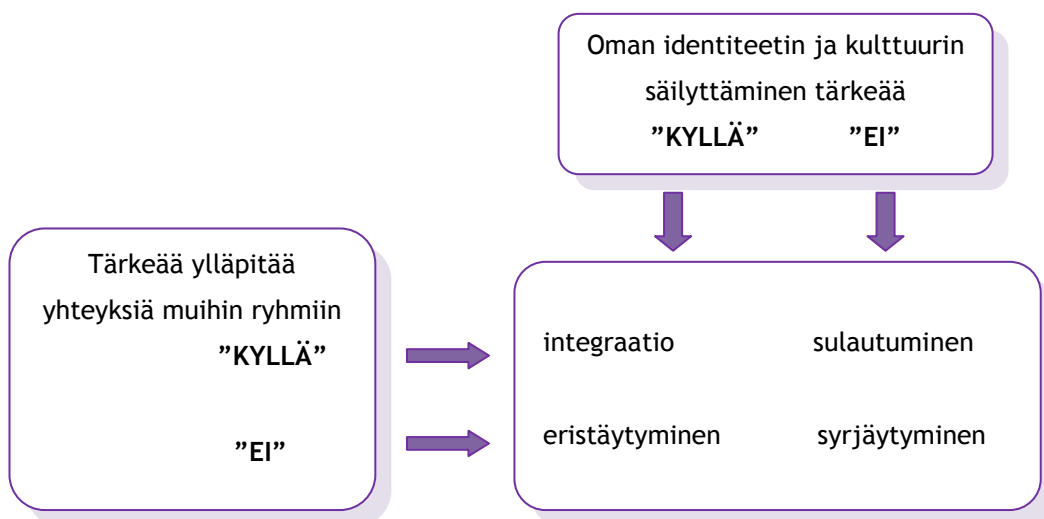 Oman identiteetin ja kulttuurin
säilyttäminen tärkeää
”KYLLÄ” ”EI”
Tärkeää ylläpitää
yhteyksiä muihin ryhmiin
”KYLLÄ”
”EI”
integraatio sulautuminen
eristäytyminen syrjäytyminen